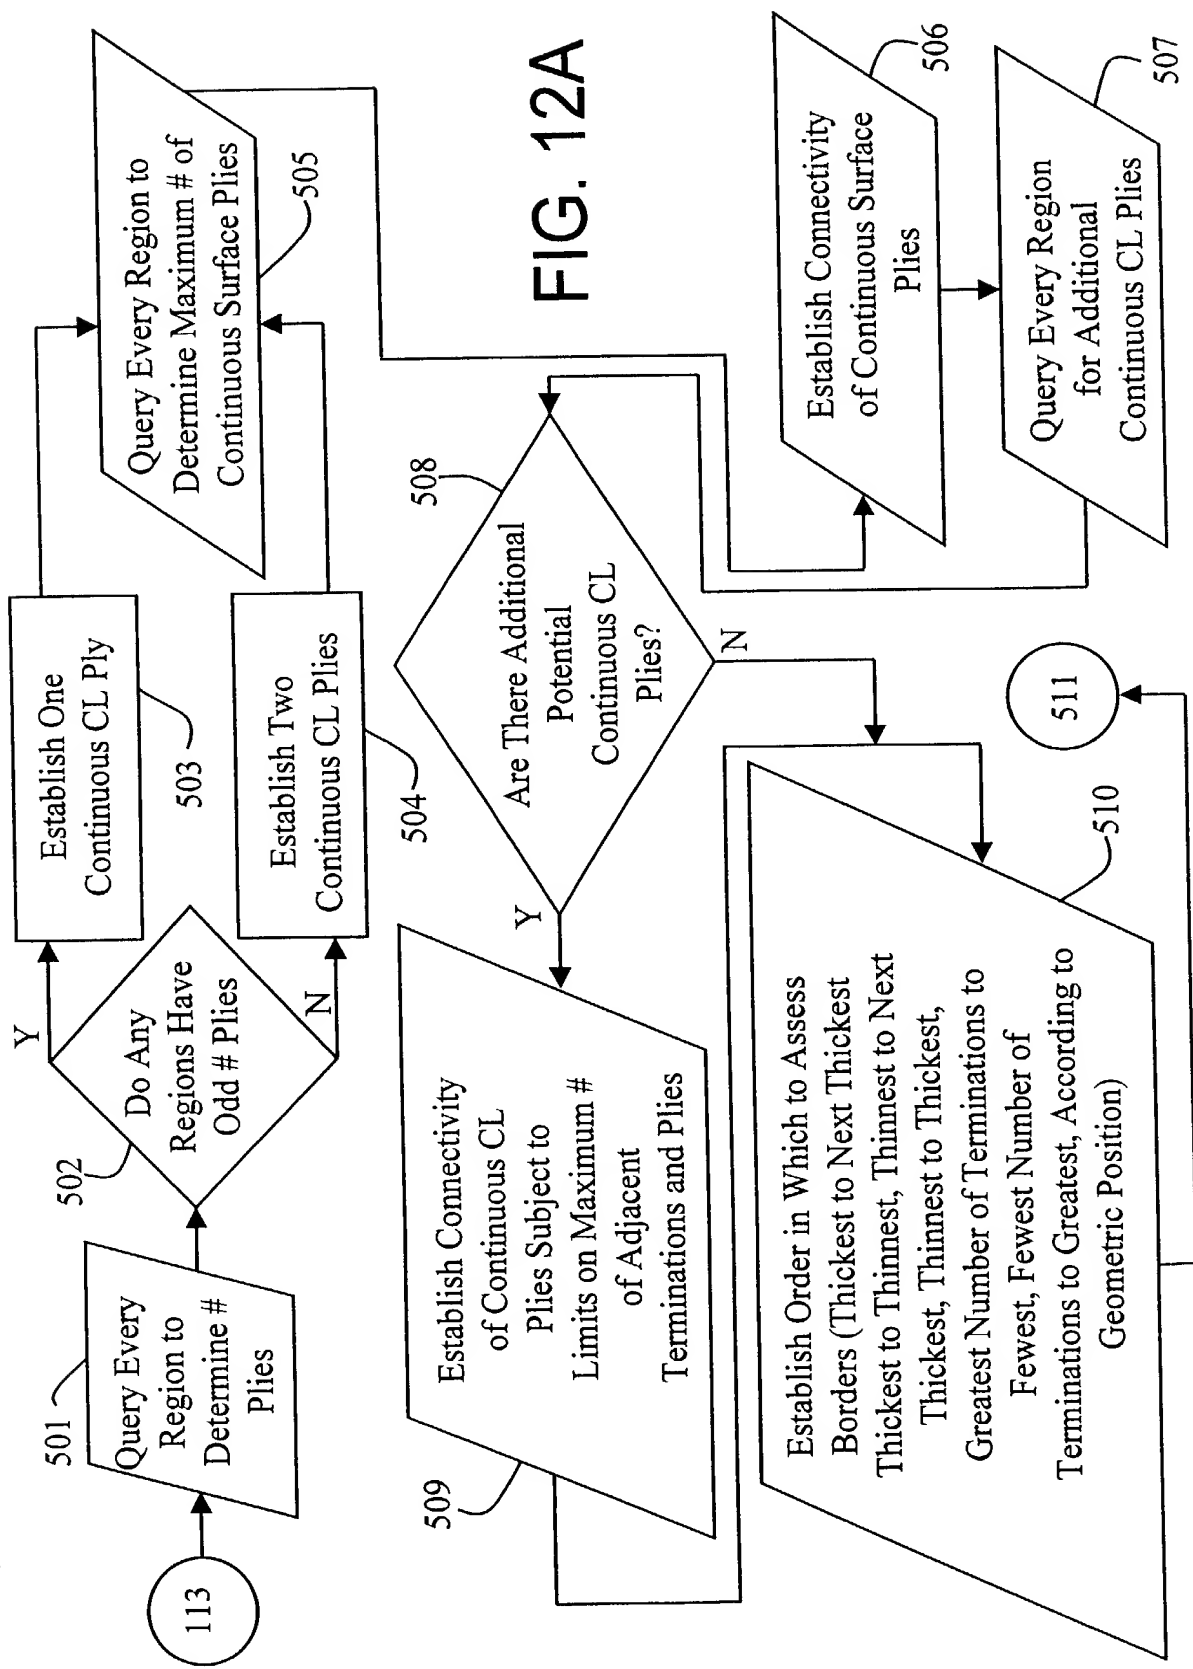 113
501
Query Every
Region to
Determine #
Plies
502
Do Any
Regions Have
Odd # Plies
Y
N
Establish One
Continuous CL Ply
503
Establish Two
Continuous CL Plies
504
Query Every Region to
Determine Maximum # of
Continuous Surface Plies
505
FIG. 12A
Establish Connectivity
of Continuous Surface
Plies
506
Query Every Region
for Additional
Continuous CL Plies
507
508
Are There Additional
Potential
Continuous CL
Plies?
Y
N
Establish Connectivity
of Continuous CL
Plies Subject to
Limits on Maximum #
of Adjacent
Terminations and Plies
509
Establish Order in Which to Assess
Borders (Thickest to Next Thickest
Thickest to Thinnest, Thinnest to Next
Thickest, Thinnest to Thickest,
Greatest Number of Terminations to
Fewest, Fewest Number of
Terminations to Greatest, According to
Geometric Position)
510
511